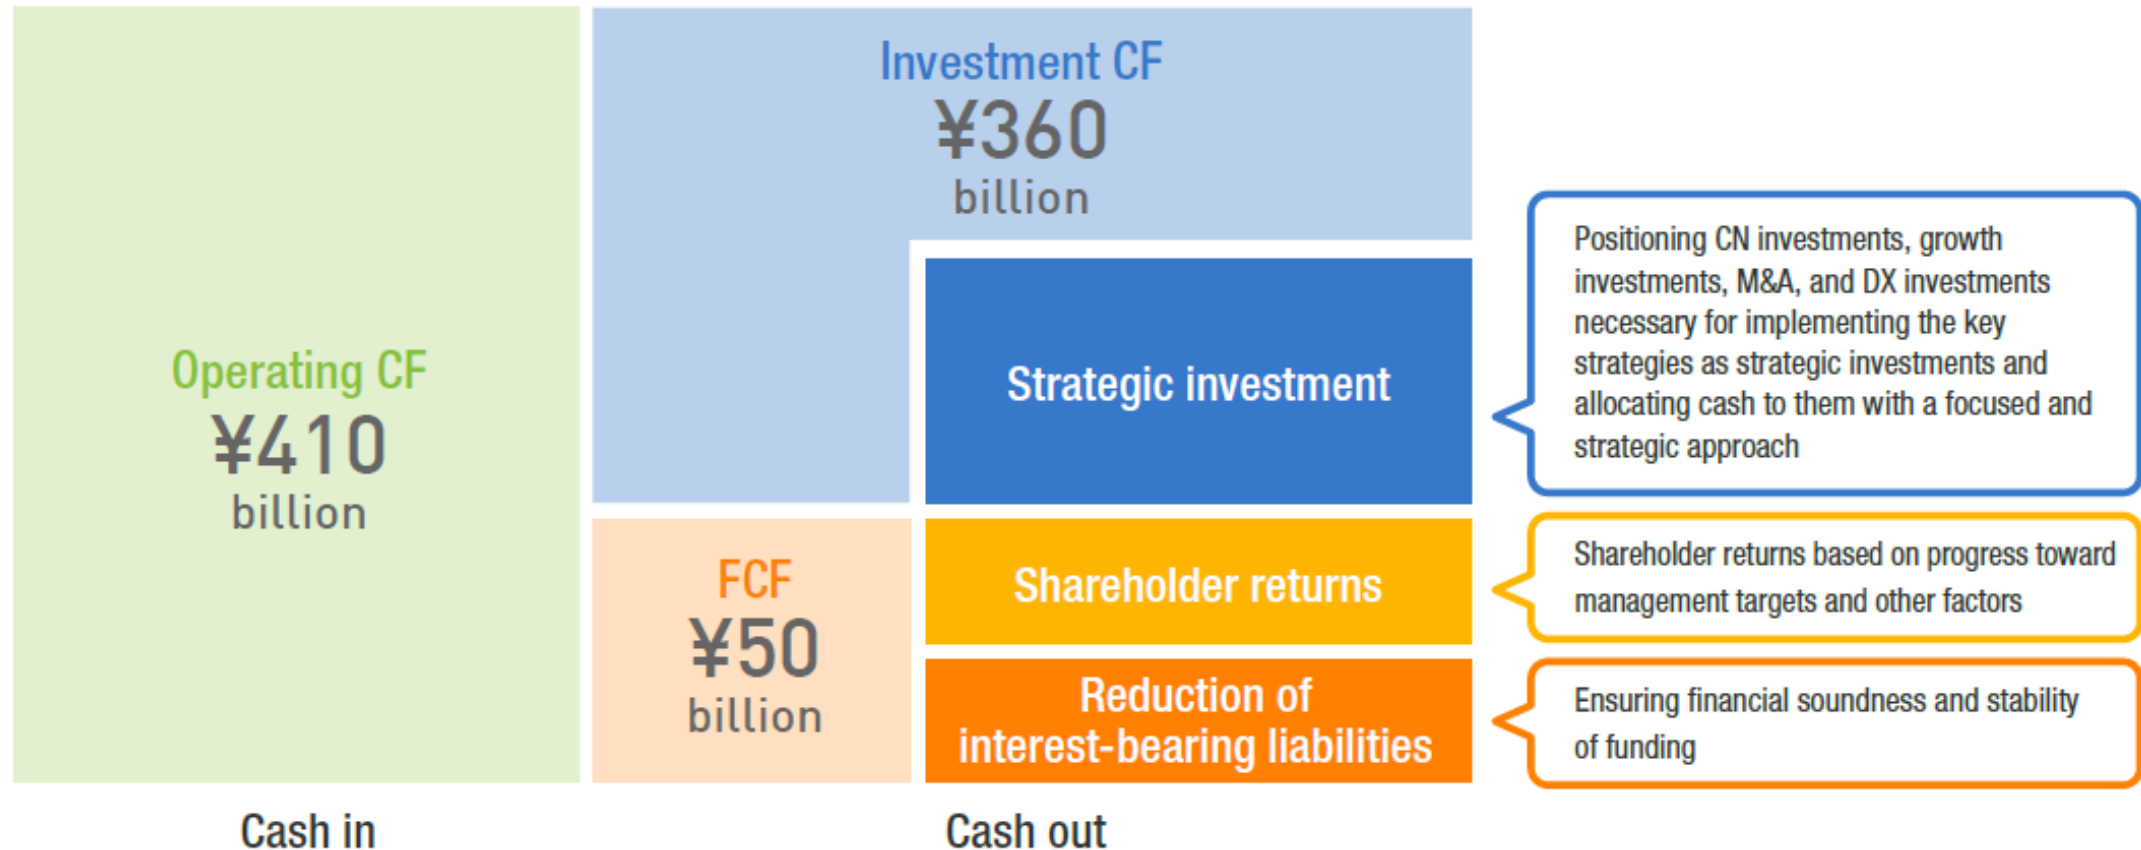 Operating CF
¥410
billion
Cash in
Investment CF
¥360
billion
Strategic investment
FCF
¥50
billion
Shareholder returns
Reduction of
interest-bearing liabilities
Cash out
Positioning CN investments, growth
investments, M&A, and DX investments
necessary for implementing the key
strategies as strategic investments and
allocating cash to them with a focused and
strategic approach
Shareholder returns based on progress toward
management targets and other factors
Ensuring financial soundness and stability
of funding